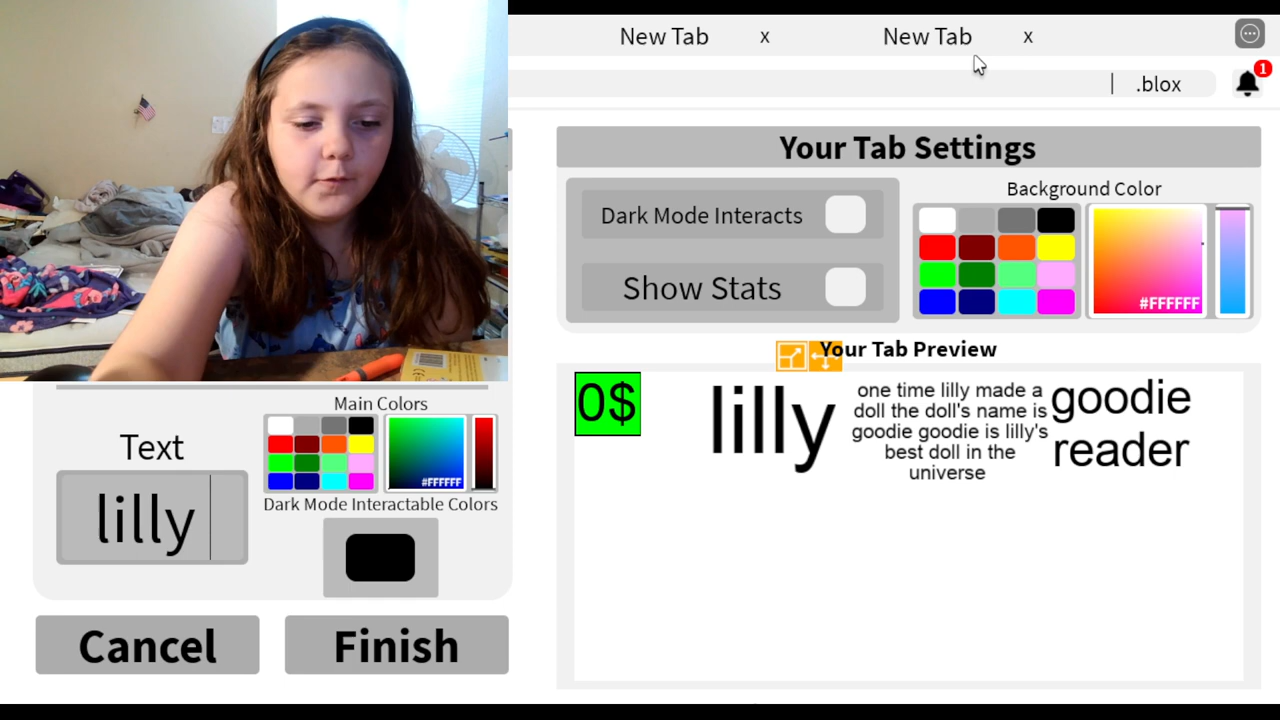 New Tab x New Tab x
.blox 1
Your Tab Settings
Dark Mode Interacts
Show Stats
Background Color
#FFFFFF
Your Tab Preview
0$
lilly
one time lilly made a
doll the doll's name is
goodie goodie is lilly's
best doll in the
universe
goodie
reader
Main Colors
#FFFFFF
Text
lilly
Dark Mode Interactable Colors
Cancel
Finish